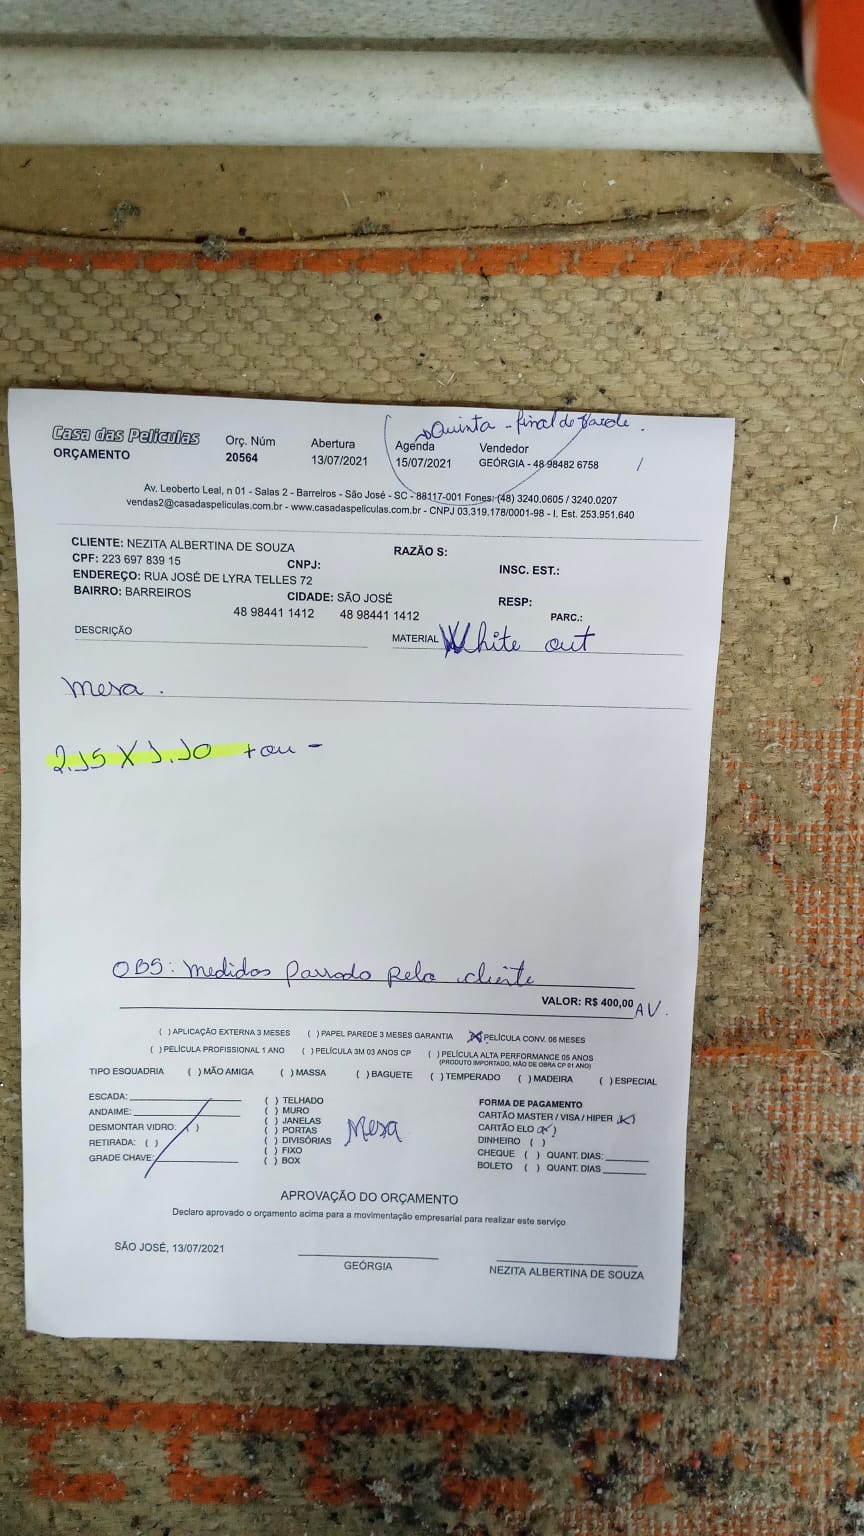 Quinta - final de tarde.
Casa das Películas Orç. Núm Abertura Agenda Vendedor
ORÇAMENTO 20564 13/07/2021 15/07/2021 GEÓRGIA - 48 98482 6758
Av. Leoberto Leal, n 01 - Salas 2 - Barreiros - São José - SC - 88117-001 Fones: (48) 3240.0605 / 3240.0207
vendas2@casadaspeliculas.com.br - www.casadaspeliculas.com.br - CNPJ 03.319.178/0001-98 - I. Est. 253.951.640
CLIENTE: NEZITA ALBERTINA DE SOUZA RAZÃO S:
CPF: 223 697 839 15 CNPJ: INSC. EST.:
ENDEREÇO: RUA JOSÉ DE LYRA TELLES 72
BAIRRO: BARREIROS CIDADE: SÃO JOSÉ RESP:
48 98441 1412 48 98441 1412 PARC.:
DESCRIÇÃO MATERIAL White out
Mesa.
2.15 X 1.10 + ou -
OBS: Medidas passado pelo cliente
VALOR: R$ 400,00 AV.
( ) APLICAÇÃO EXTERNA 3 MESES ( ) PAPEL PAREDE 3 MESES GARANTIA (X) PELÍCULA CONV. 06 MESES
( ) PELÍCULA PROFISSIONAL 1 ANO ( ) PELÍCULA 3M 03 ANOS CP ( ) PELÍCULA ALTA PERFORMANCE 05 ANOS
(PRODUTO IMPORTADO, MÃO DE OBRA CP 01 ANO)
TIPO ESQUADRIA ( ) MÃO AMIGA ( ) MASSA ( ) BAGUETE ( ) TEMPERADO ( ) MADEIRA ( ) ESPECIAL
ESCADA: ( ) TELHADO FORMA DE PAGAMENTO
ANDAIME: ( ) MURO CARTÃO MASTER / VISA / HIPER (X)
DESMONTAR VIDRO: ( ) ( ) JANELAS CARTÃO ELO (X)
RETIRADA: ( ) ( ) PORTAS Mesa DINHEIRO ( )
GRADE CHAVE: ( ) DIVISÓRIAS CHEQUE ( ) QUANT. DIAS:
( ) FIXO BOLETO ( ) QUANT. DIAS
( ) BOX
APROVAÇÃO DO ORÇAMENTO
Declaro aprovado o orçamento acima para a movimentação empresarial para realizar este serviço
SÃO JOSÉ, 13/07/2021
GEÓRGIA NEZITA ALBERTINA DE SOUZA